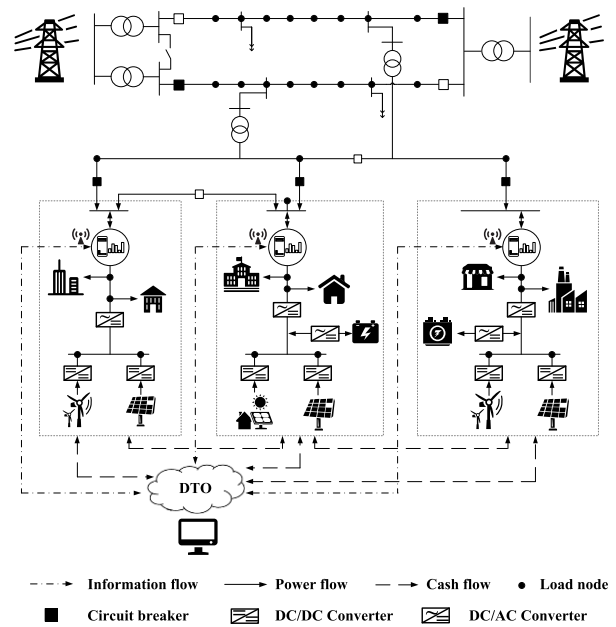 DTO
Information flow
Power flow
Cash flow
Load node
Circuit breaker
DC/DC Converter
DC/AC Converter